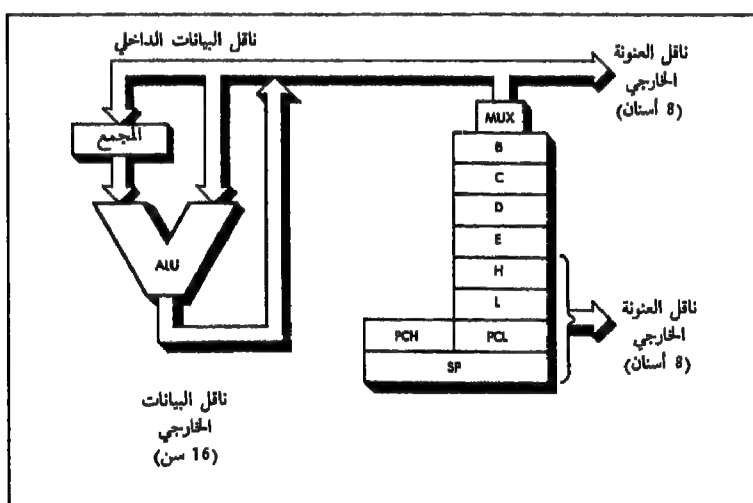 ناقل البيانات الداخلي
ناقل العنونة
الخارجي
(8 أسنان)
المجمع
MUX
B
C
D
E
H
L
PCH PCL
SP
ALU
ناقل العنونة
الخارجي
(8 أسنان)
ناقل البيانات
الخارجي
(16 سن)